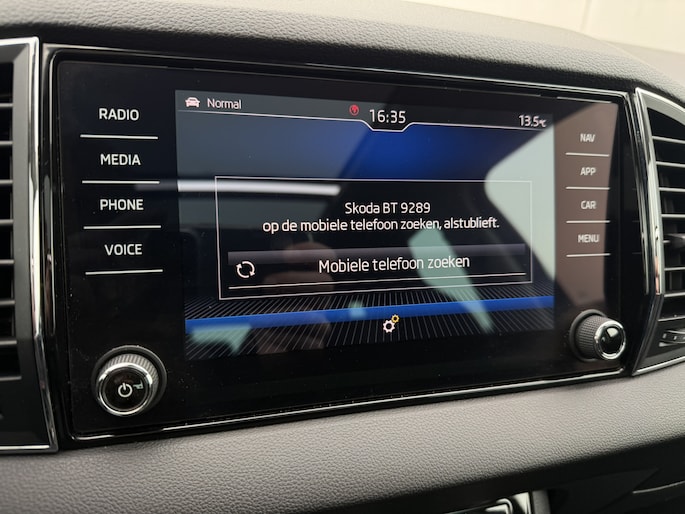 Normal
16:35
13.5°C
RADIO
MEDIA
PHONE
VOICE
Skoda BT 9289
op de mobiele telefoon zoeken, alstublieft.
Mobiele telefoon zoeken
NAV
APP
CAR
MENU